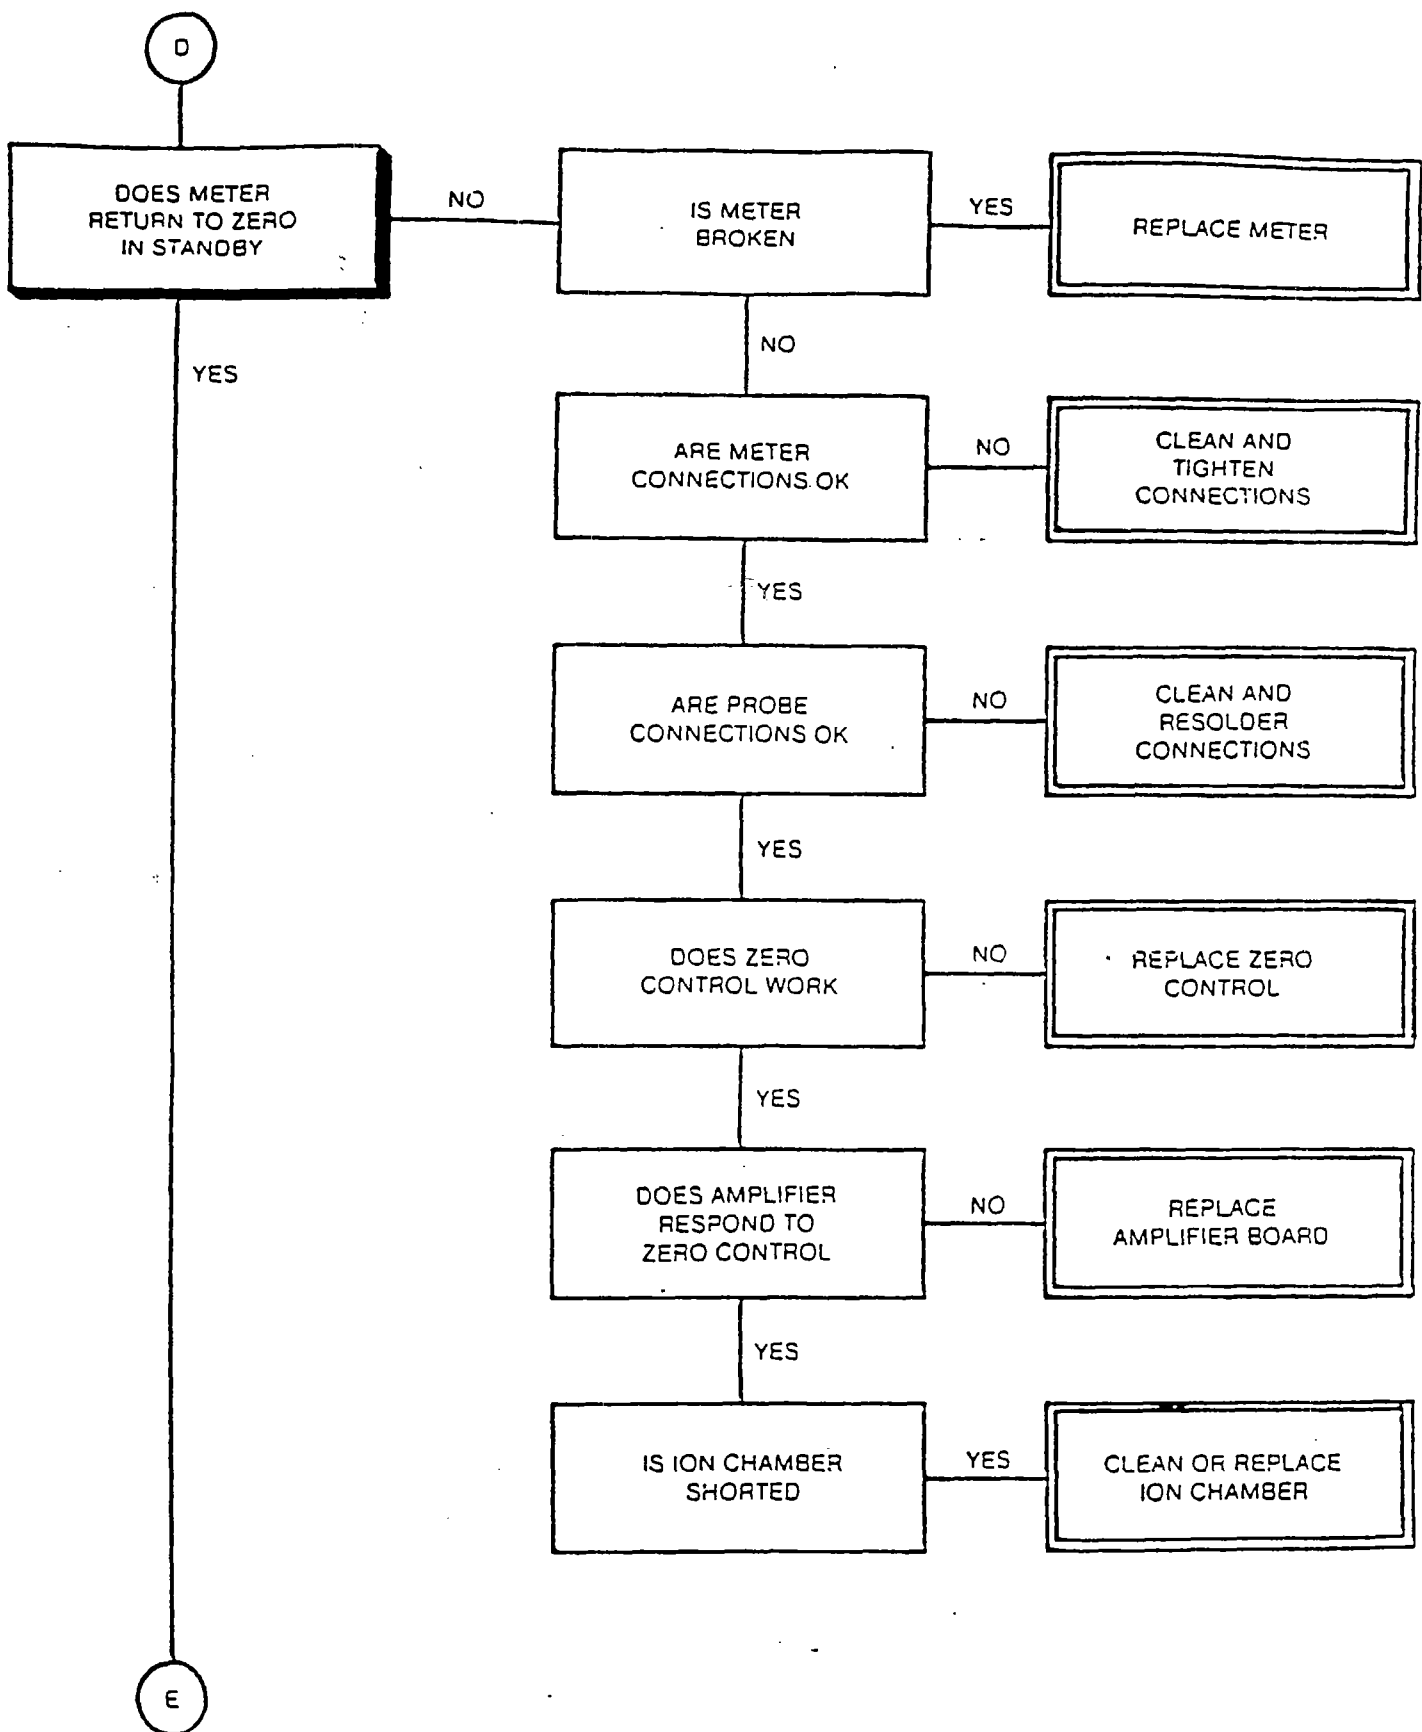 D
DOES METER
RETURN TO ZERO
IN STANDBY
NO
IS METER
BROKEN
YES
REPLACE METER
YES
NO
ARE METER
CONNECTIONS OK
NO
CLEAN AND
TIGHTEN
CONNECTIONS
YES
ARE PROBE
CONNECTIONS OK
NO
CLEAN AND
RESOLDER
CONNECTIONS
YES
DOES ZERO
CONTROL WORK
NO
REPLACE ZERO
CONTROL
YES
DOES AMPLIFIER
RESPOND TO
ZERO CONTROL
NO
REPLACE
AMPLIFIER BOARD
YES
IS ION CHAMBER
SHORTED
YES
CLEAN OR REPLACE
ION CHAMBER
E